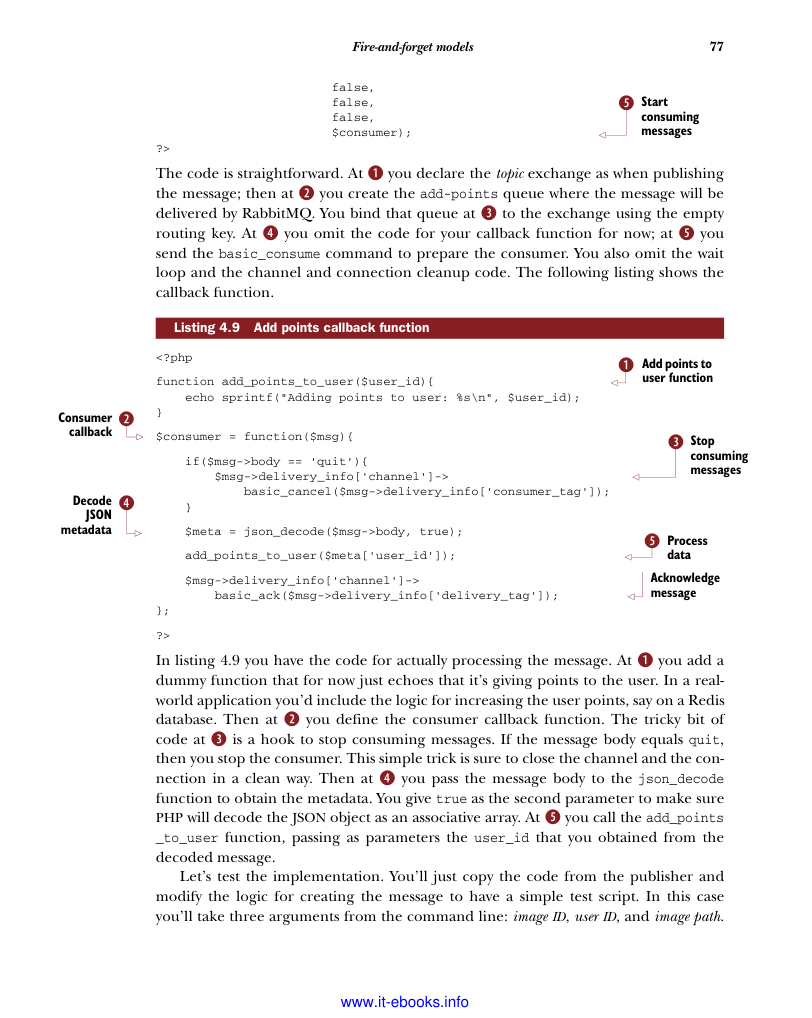 Fire-and-forget models 77
false,
false,
false,
$consumer);
5 Start
consuming
messages
?>
The code is straightforward. At 1 you declare the topic exchange as when publishing
the message; then at 2 you create the add-points queue where the message will be
delivered by RabbitMQ. You bind that queue at 3 to the exchange using the empty
routing key. At 4 you omit the code for your callback function for now; at 5 you
send the basic_consume command to prepare the consumer. You also omit the wait
loop and the channel and connection cleanup code. The following listing shows the
callback function.
Listing 4.9 Add points callback function
<?php
1 Add points to
user function
function add_points_to_user($user_id){
echo sprintf("Adding points to user: %s\n", $user_id);
}
Consumer 2
callback
$consumer = function($msg){
3 Stop
consuming
messages
if($msg->body == 'quit'){
$msg->delivery_info['channel']->
basic_cancel($msg->delivery_info['consumer_tag']);
}
Decode 4
JSON
metadata
$meta = json_decode($msg->body, true);
5 Process
data
add_points_to_user($meta['user_id']);
Acknowledge
message
$msg->delivery_info['channel']->
basic_ack($msg->delivery_info['delivery_tag']);
};
?>
In listing 4.9 you have the code for actually processing the message. At 1 you add a
dummy function that for now just echoes that it's giving points to the user. In a real-
world application you'd include the logic for increasing the user points, say on a Redis
database. Then at 2 you define the consumer callback function. The tricky bit of
code at 3 is a hook to stop consuming messages. If the message body equals quit,
then you stop the consumer. This simple trick is sure to close the channel and the con-
nection in a clean way. Then at 4 you pass the message body to the json_decode
function to obtain the metadata. You give true as the second parameter to make sure
PHP will decode the JSON object as an associative array. At 5 you call the add_points
_to_user function, passing as parameters the user_id that you obtained from the
decoded message.
Let's test the implementation. You'll just copy the code from the publisher and
modify the logic for creating the message to have a simple test script. In this case
you'll take three arguments from the command line: image ID, user ID, and image path.
www.it-ebooks.info